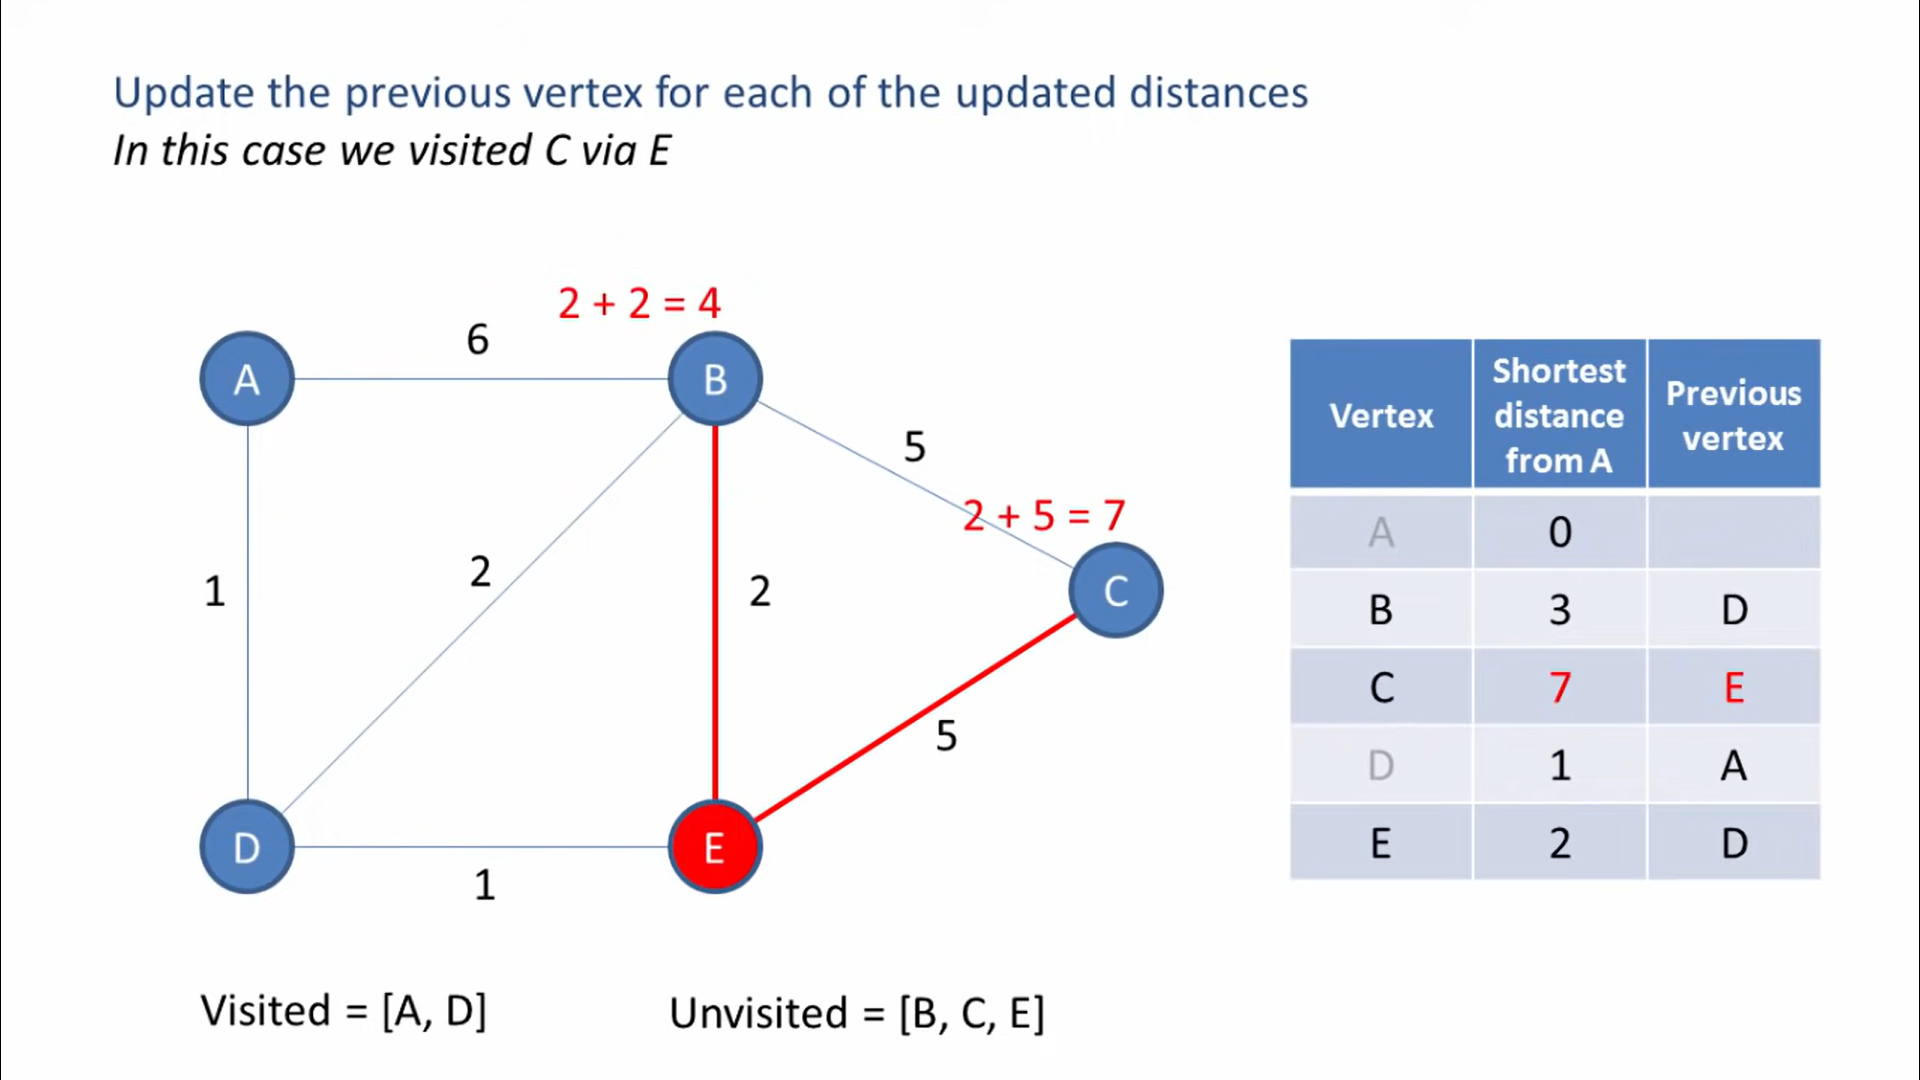 Update the previous vertex for each of the updated distances
In this case we visited C via E
2 + 2 = 4
6
A
B
5
2 + 5 = 7
1
2
2
C
5
D
E
1
Vertex
Shortest distance from A
Previous vertex
A 0
B 3 D
C 7 E
D 1 A
E 2 D
Visited = [A, D]
Unvisited = [B, C, E]